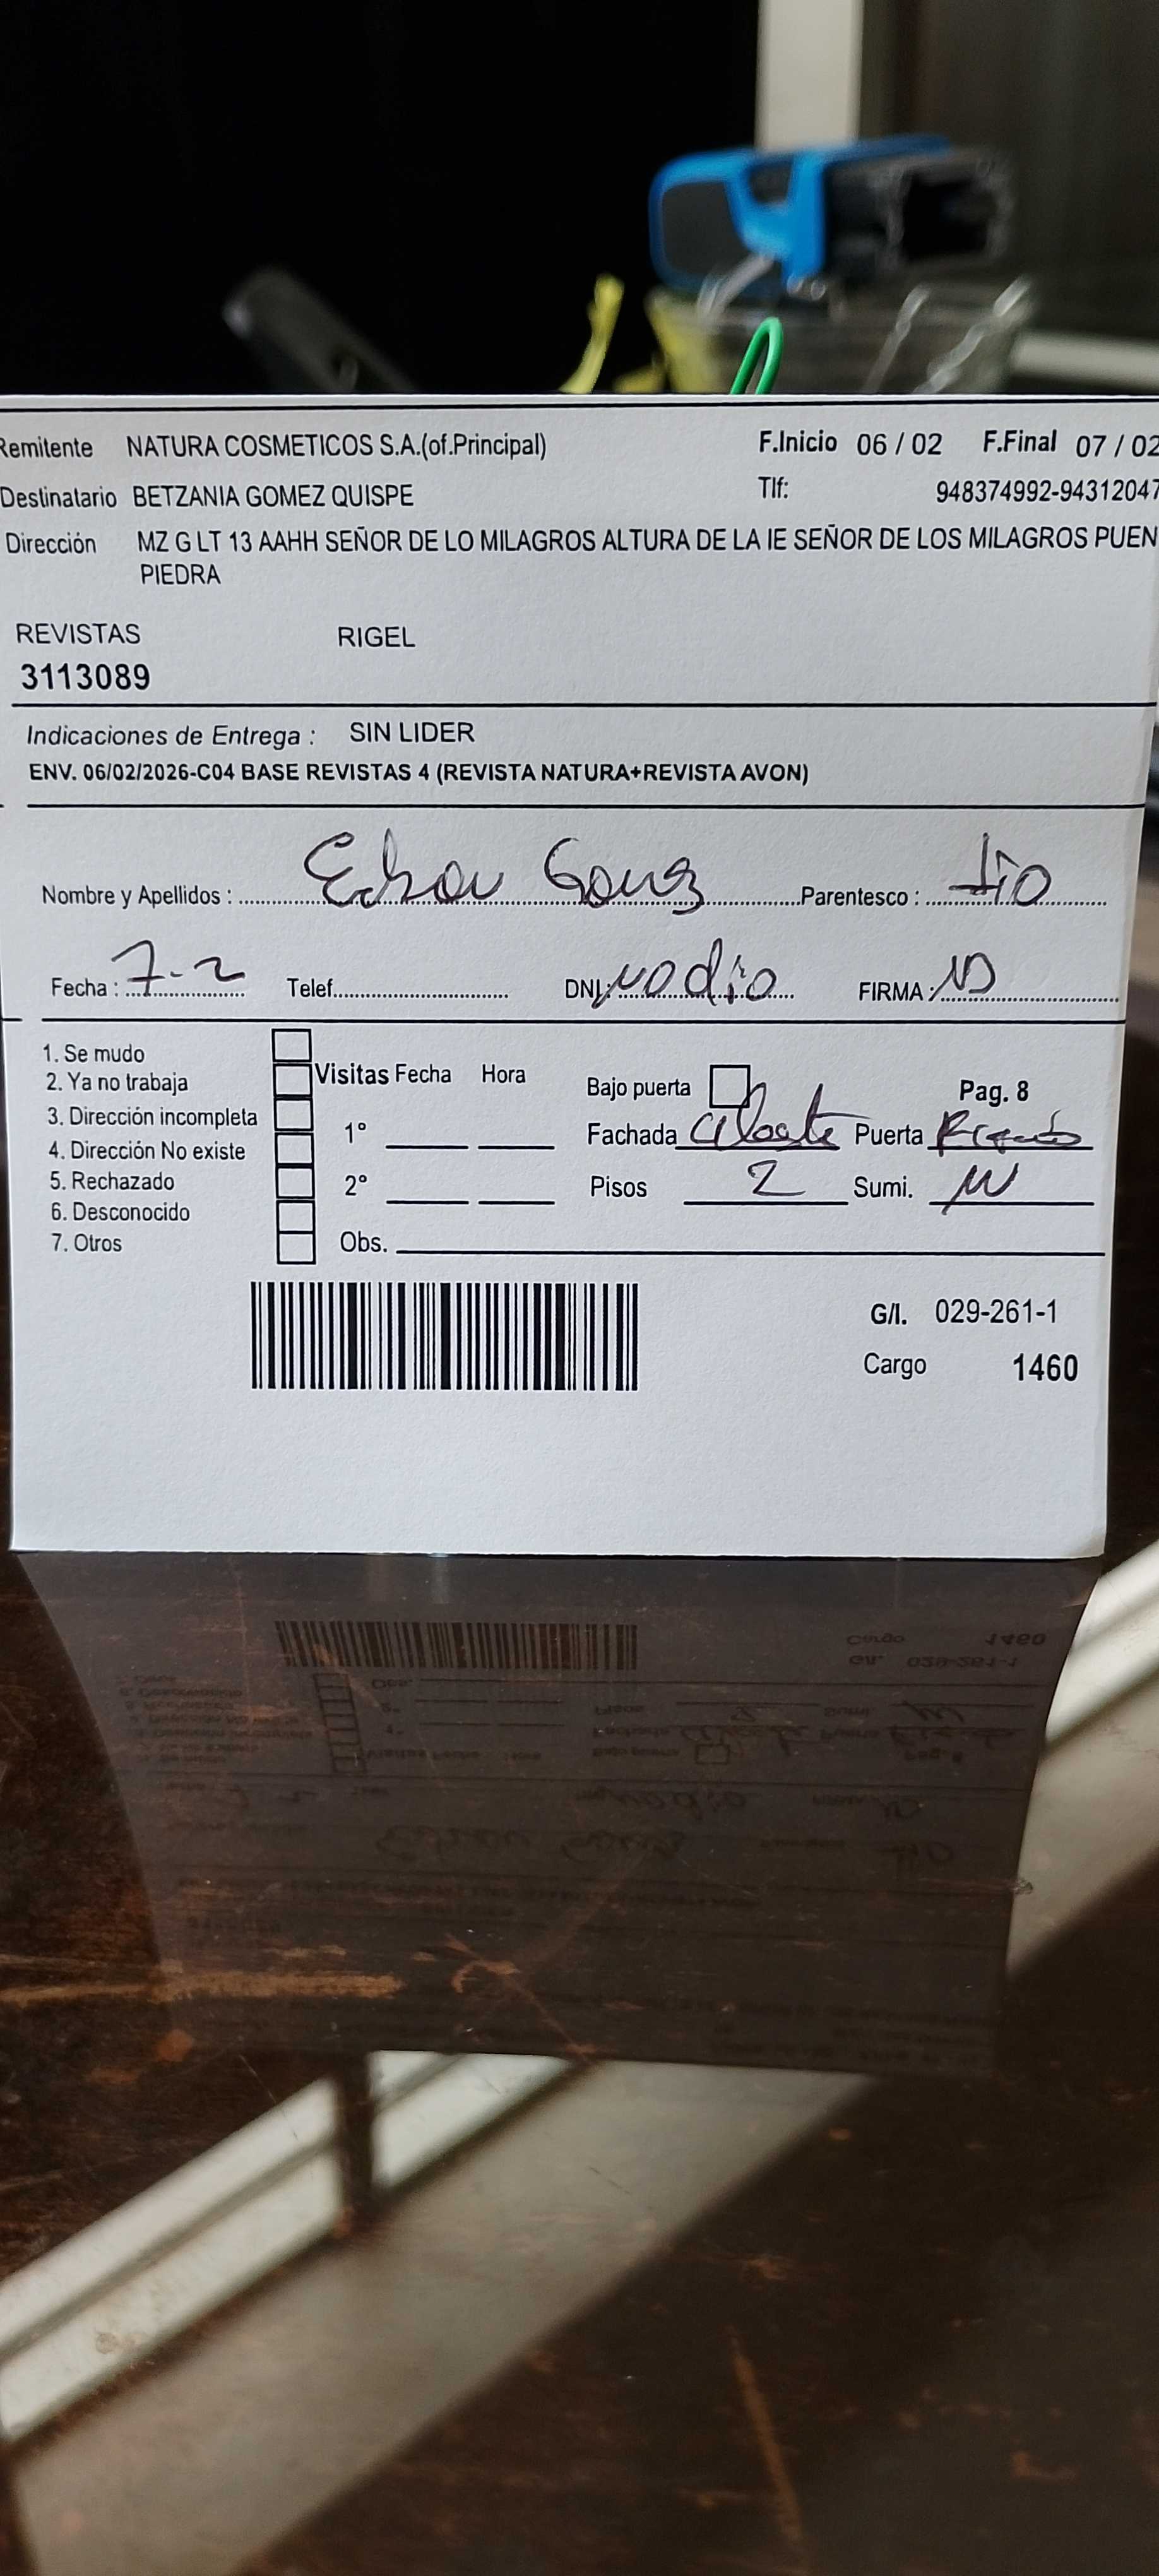 Remitente NATURA COSMETICOS S.A.(of.Principal) F.Inicio 06 / 02 F.Final 07 / 02
Destinatario BETZANIA GOMEZ QUISPE Tlf: 948374992-94312047
Dirección MZ G LT 13 AAHH SEÑOR DE LO MILAGROS ALTURA DE LA IE SEÑOR DE LOS MILAGROS PUEN
PIEDRA
REVISTAS RIGEL
3113089
Indicaciones de Entrega : SIN LIDER
ENV. 06/02/2026-C04 BASE REVISTAS 4 (REVISTA NATURA+REVISTA AVON)
Nombre y Apellidos : Parentesco : tío
Fecha : 7-2 Telef. DNI: no dio FIRMA :
1. Se mudo
2. Ya no trabaja Visitas Fecha Hora Bajo puerta Pag. 8
3. Dirección incompleta 1° Fachada Celeste Puerta
4. Dirección No existe
5. Rechazado 2° Pisos 2 Sumi.
6. Desconocido
7. Otros Obs.
G/I. 029-261-1
Cargo 1460